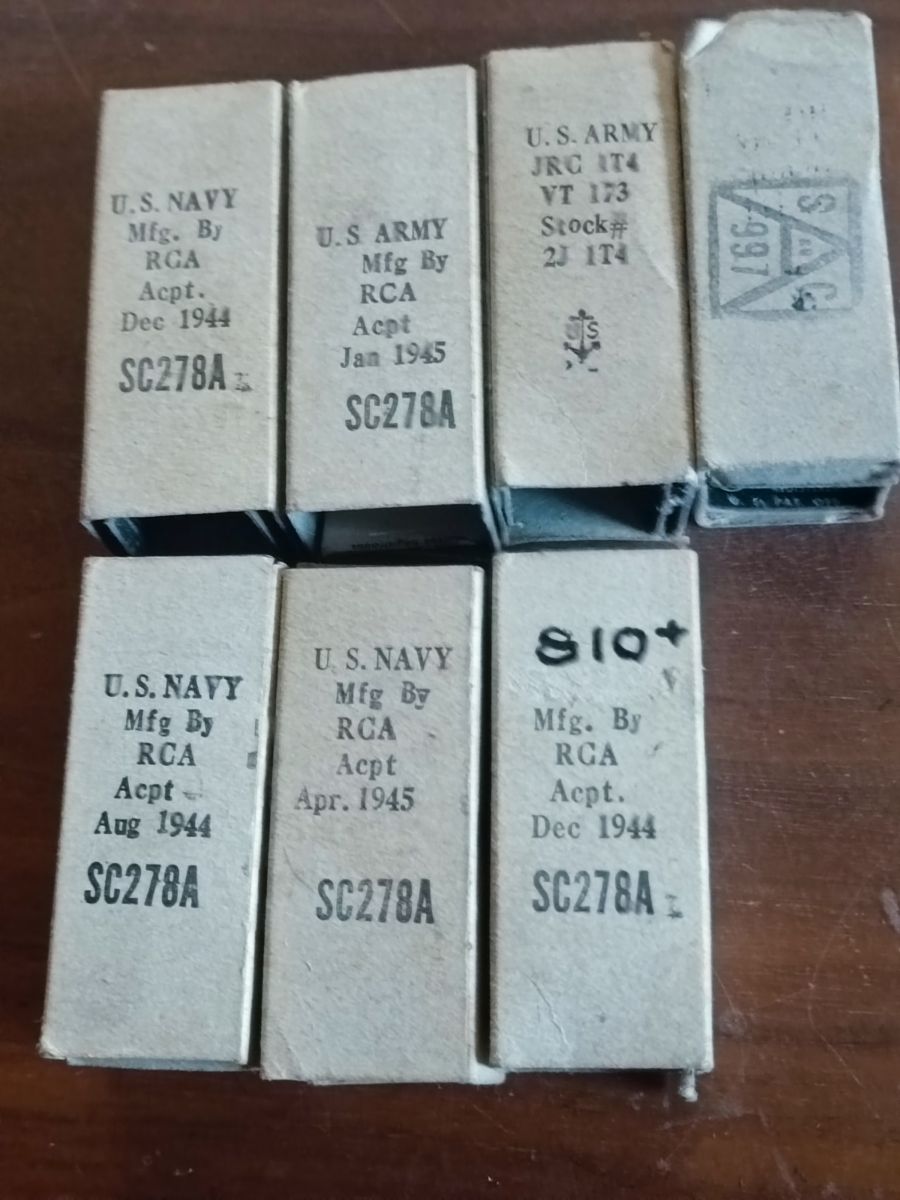 U.S. NAVY
Mfg. By
RCA
Acpt.
Dec 1944
SC278A
U.S. ARMY
Mfg By
RCA
Acpt
Jan 1945
SC278A
U.S. ARMY
JRC 1T4
VT 173
Stock#
2J 1T4
U S
S C
997
U.S. NAVY
Mfg By
RCA
Acpt
Aug 1944
SC278A
U.S. NAVY
Mfg By
RCA
Acpt
Apr. 1945
SC278A
810+
Mfg. By
RCA
Acpt.
Dec 1944
SC278A